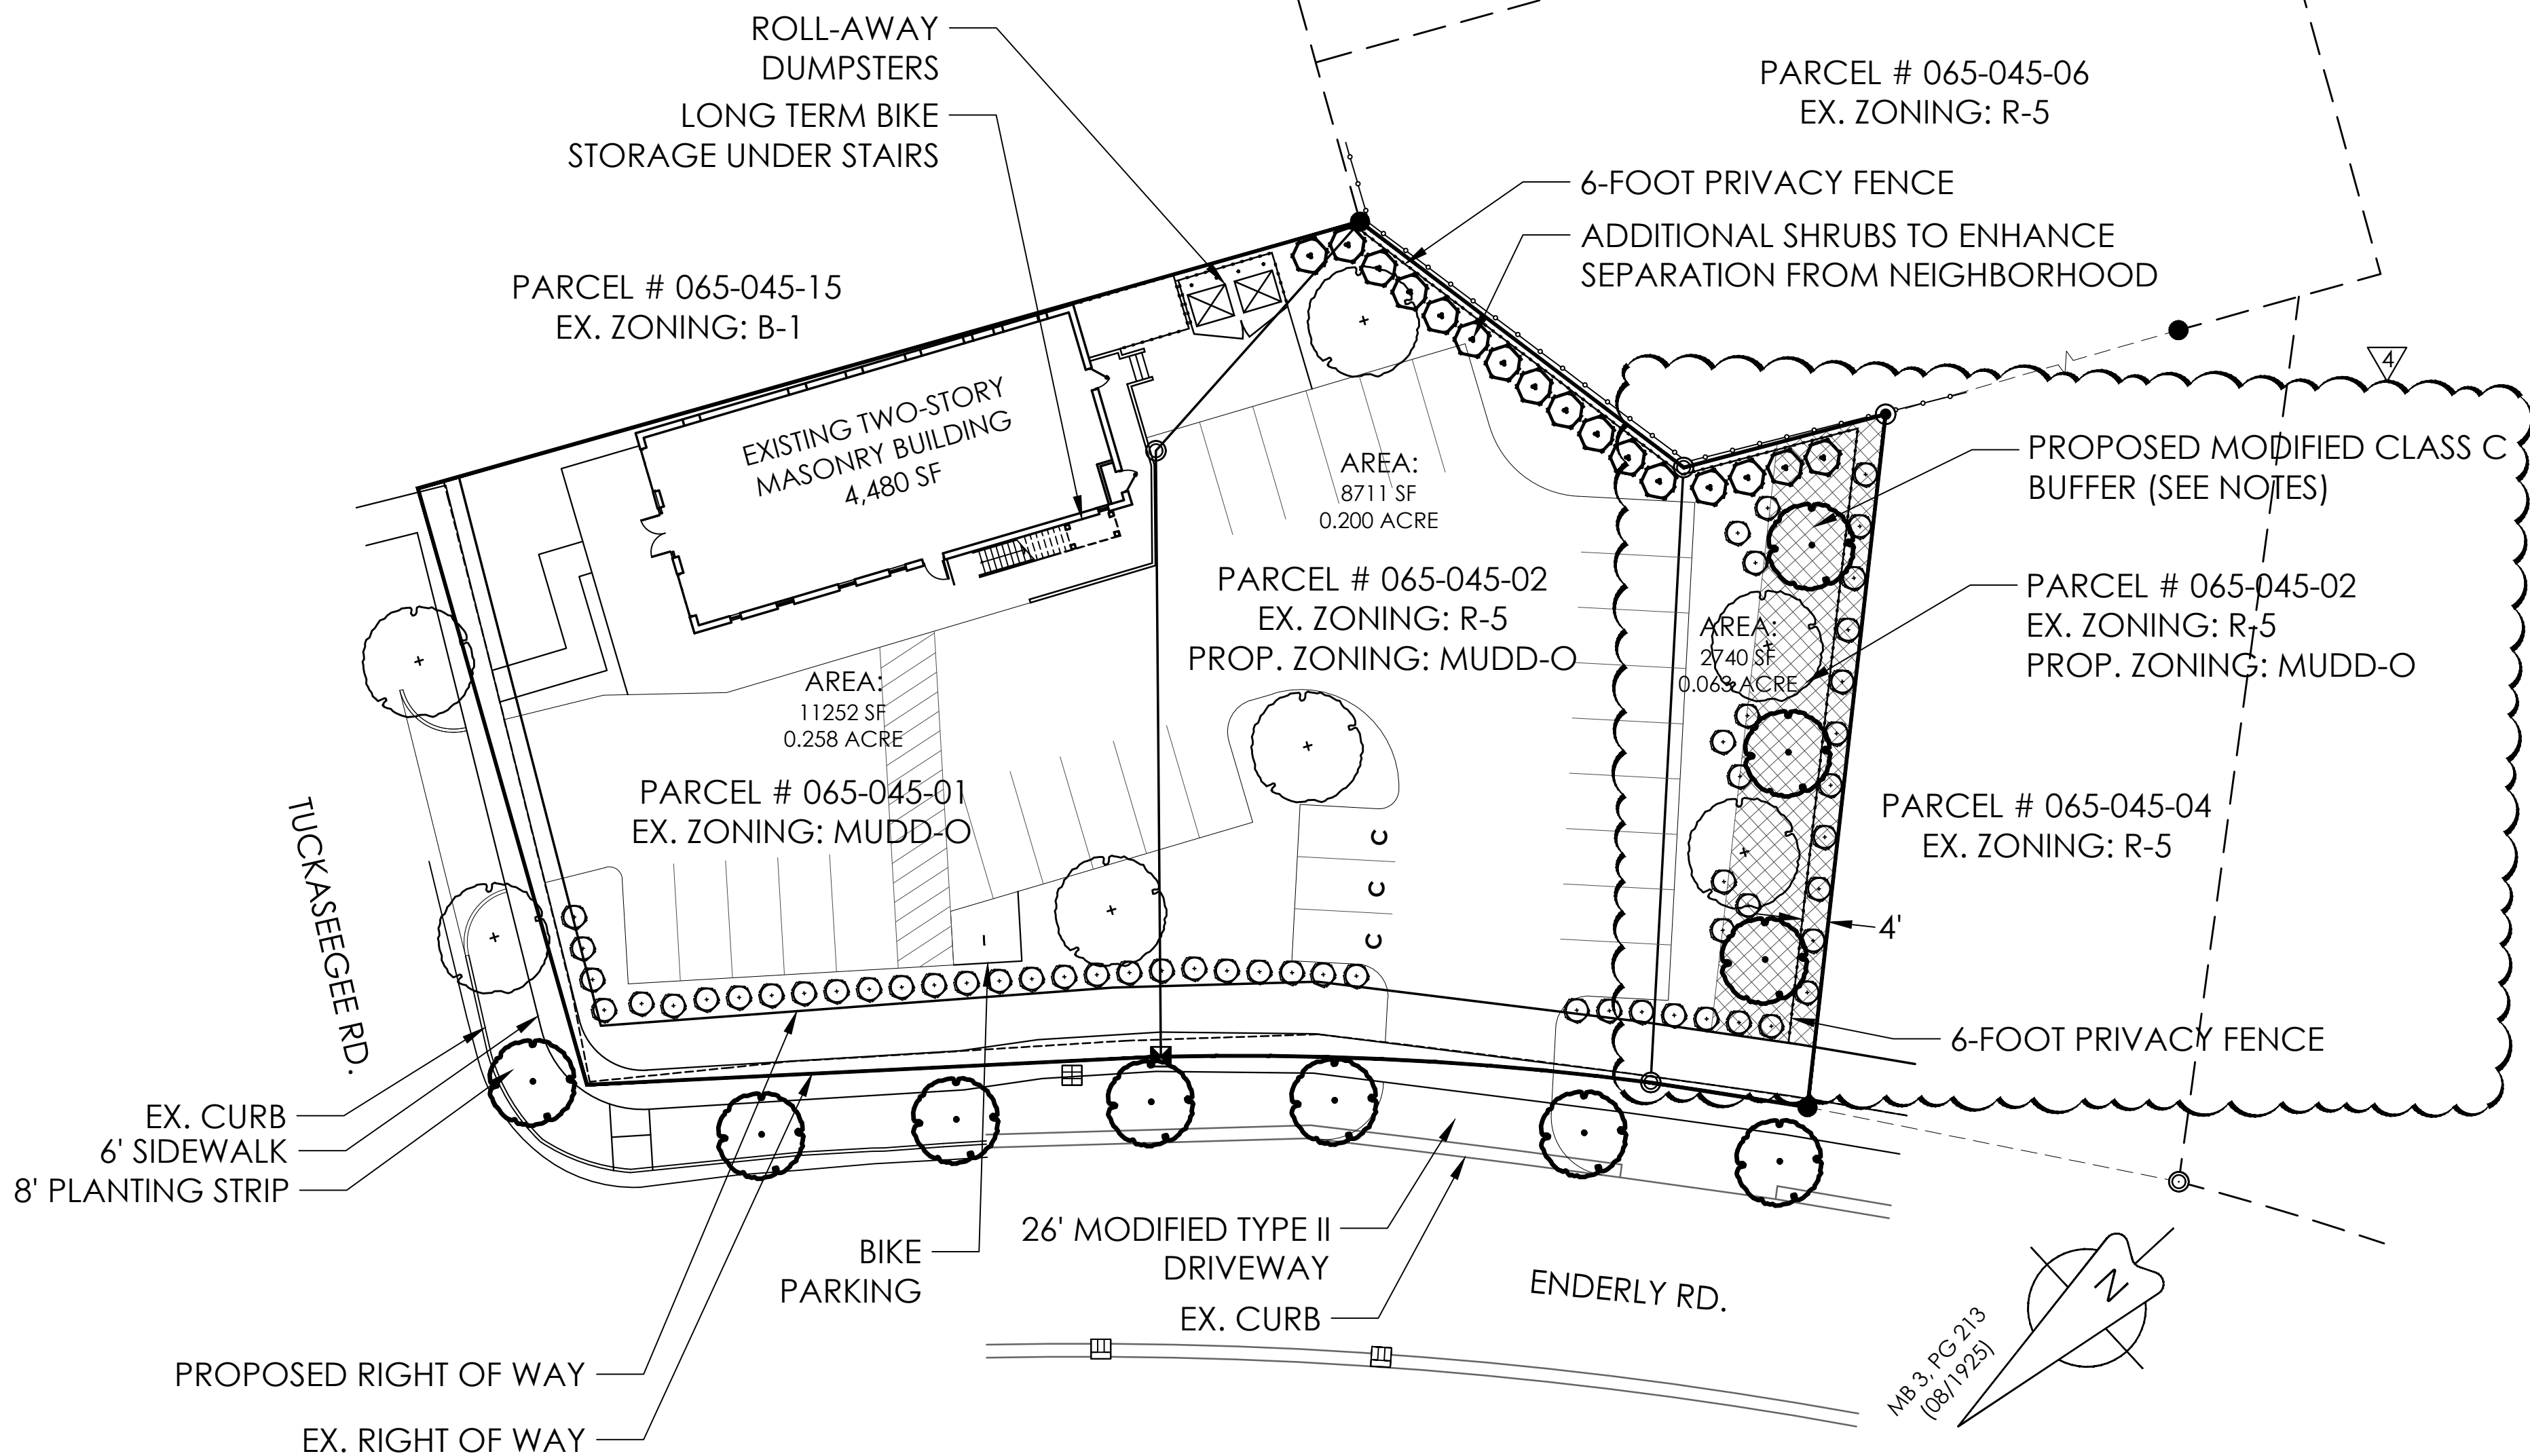 ROLL-AWAY
DUMPSTERS
LONG TERM BIKE
STORAGE UNDER STAIRS
PARCEL # 065-045-06
EX. ZONING: R-5
6-FOOT PRIVACY FENCE
ADDITIONAL SHRUBS TO ENHANCE
SEPARATION FROM NEIGHBORHOOD
PARCEL # 065-045-15
EX. ZONING: B-1
4
EXISTING TWO-STORY
MASONRY BUILDING
4,480 SF
AREA:
8711 SF
0.200 ACRE
PROPOSED MODIFIED CLASS C
BUFFER (SEE NOTES)
PARCEL # 065-045-02
EX. ZONING: R-5
PROP. ZONING: MUDD-O
AREA:
2740 SF
0.063 ACRE
PARCEL # 065-045-02
EX. ZONING: R-5
PROP. ZONING: MUDD-O
AREA:
11252 SF
0.258 ACRE
PARCEL # 065-045-01
EX. ZONING: MUDD-O
PARCEL # 065-045-04
EX. ZONING: R-5
C
C
C
4'
TUCKASEEGEE RD.
6-FOOT PRIVACY FENCE
EX. CURB
6' SIDEWALK
8' PLANTING STRIP
BIKE
PARKING
26' MODIFIED TYPE II
DRIVEWAY
EX. CURB
ENDERLY RD.
N
MB 3, PG 213
(08/1925)
PROPOSED RIGHT OF WAY
EX. RIGHT OF WAY